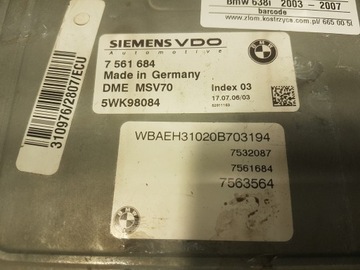 Bmw 638i 2003 - 2007
barcode
www.zlom.kostrzyce.com.pl/ 665 00 5
SIEMENS VDO
Automotive
7 561 684
Made in Germany
DME MSV70
Index 03
5WK98084
17.07.06/03
310976/2807/ECU
WBAEH31020B703194
7532087
7561684
7563564